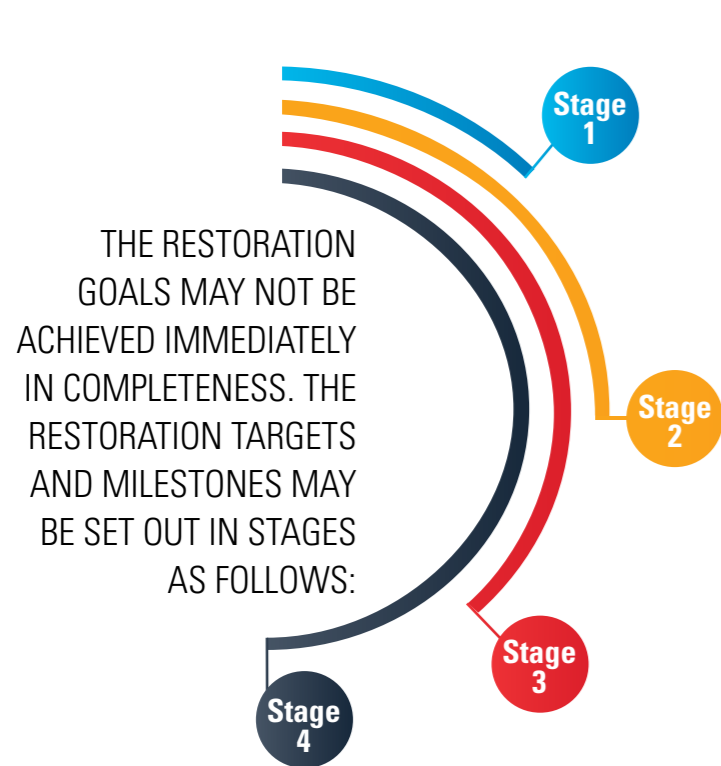 Stage
1
THE RESTORATION
GOALS MAY NOT BE
ACHIEVED IMMEDIATELY
IN COMPLETENESS. THE
RESTORATION TARGETS
AND MILESTONES MAY
BE SET OUT IN STAGES
AS FOLLOWS:
Stage
2
Stage
3
Stage
4